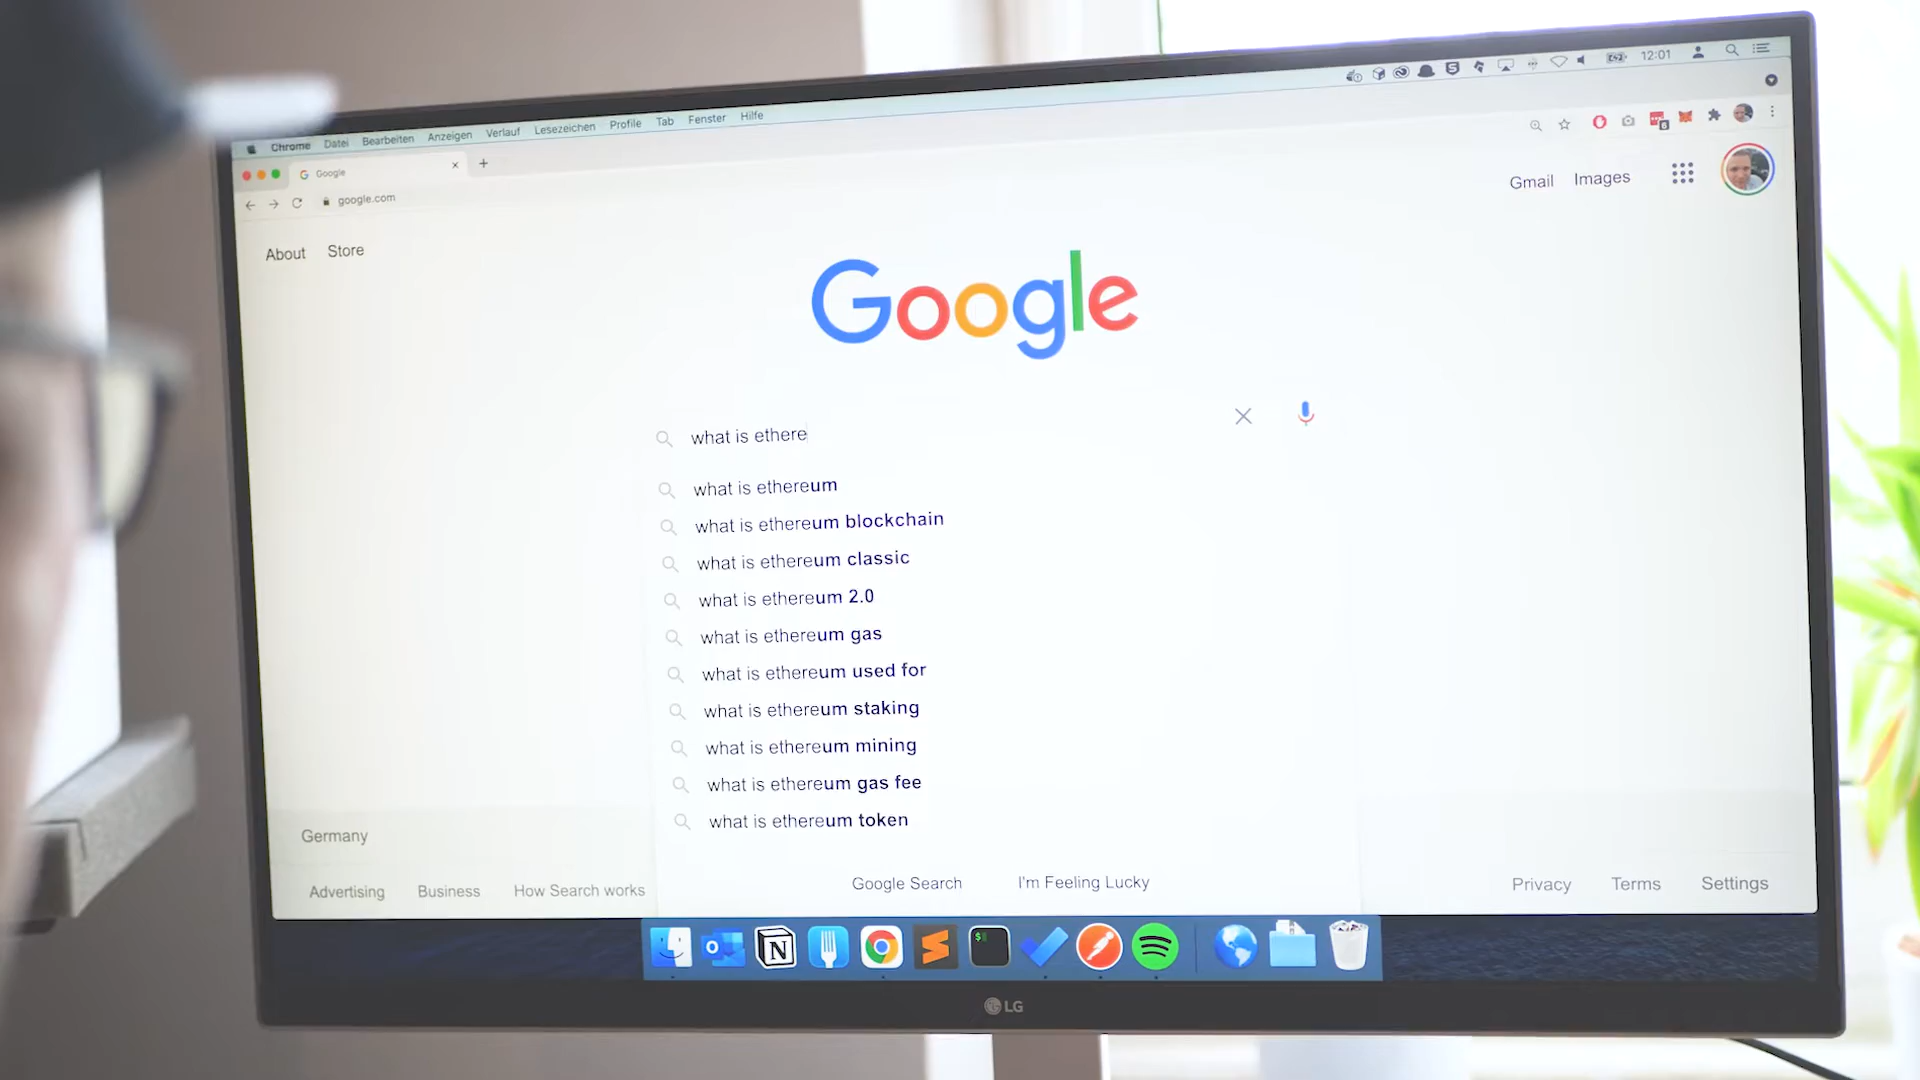 Chrome Datei Bearbeiten Anzeigen Verlauf Lesezeichen Profile Tab Fenster Hilfe 12:01
Google
google.com
About Store Gmail Images
Google
what is ethere
what is ethereum
what is ethereum blockchain
what is ethereum classic
what is ethereum 2.0
what is ethereum gas
what is ethereum used for
what is ethereum staking
what is ethereum mining
what is ethereum gas fee
what is ethereum token
Google Search I'm Feeling Lucky
Germany
Advertising Business How Search works Privacy Terms Settings
LG